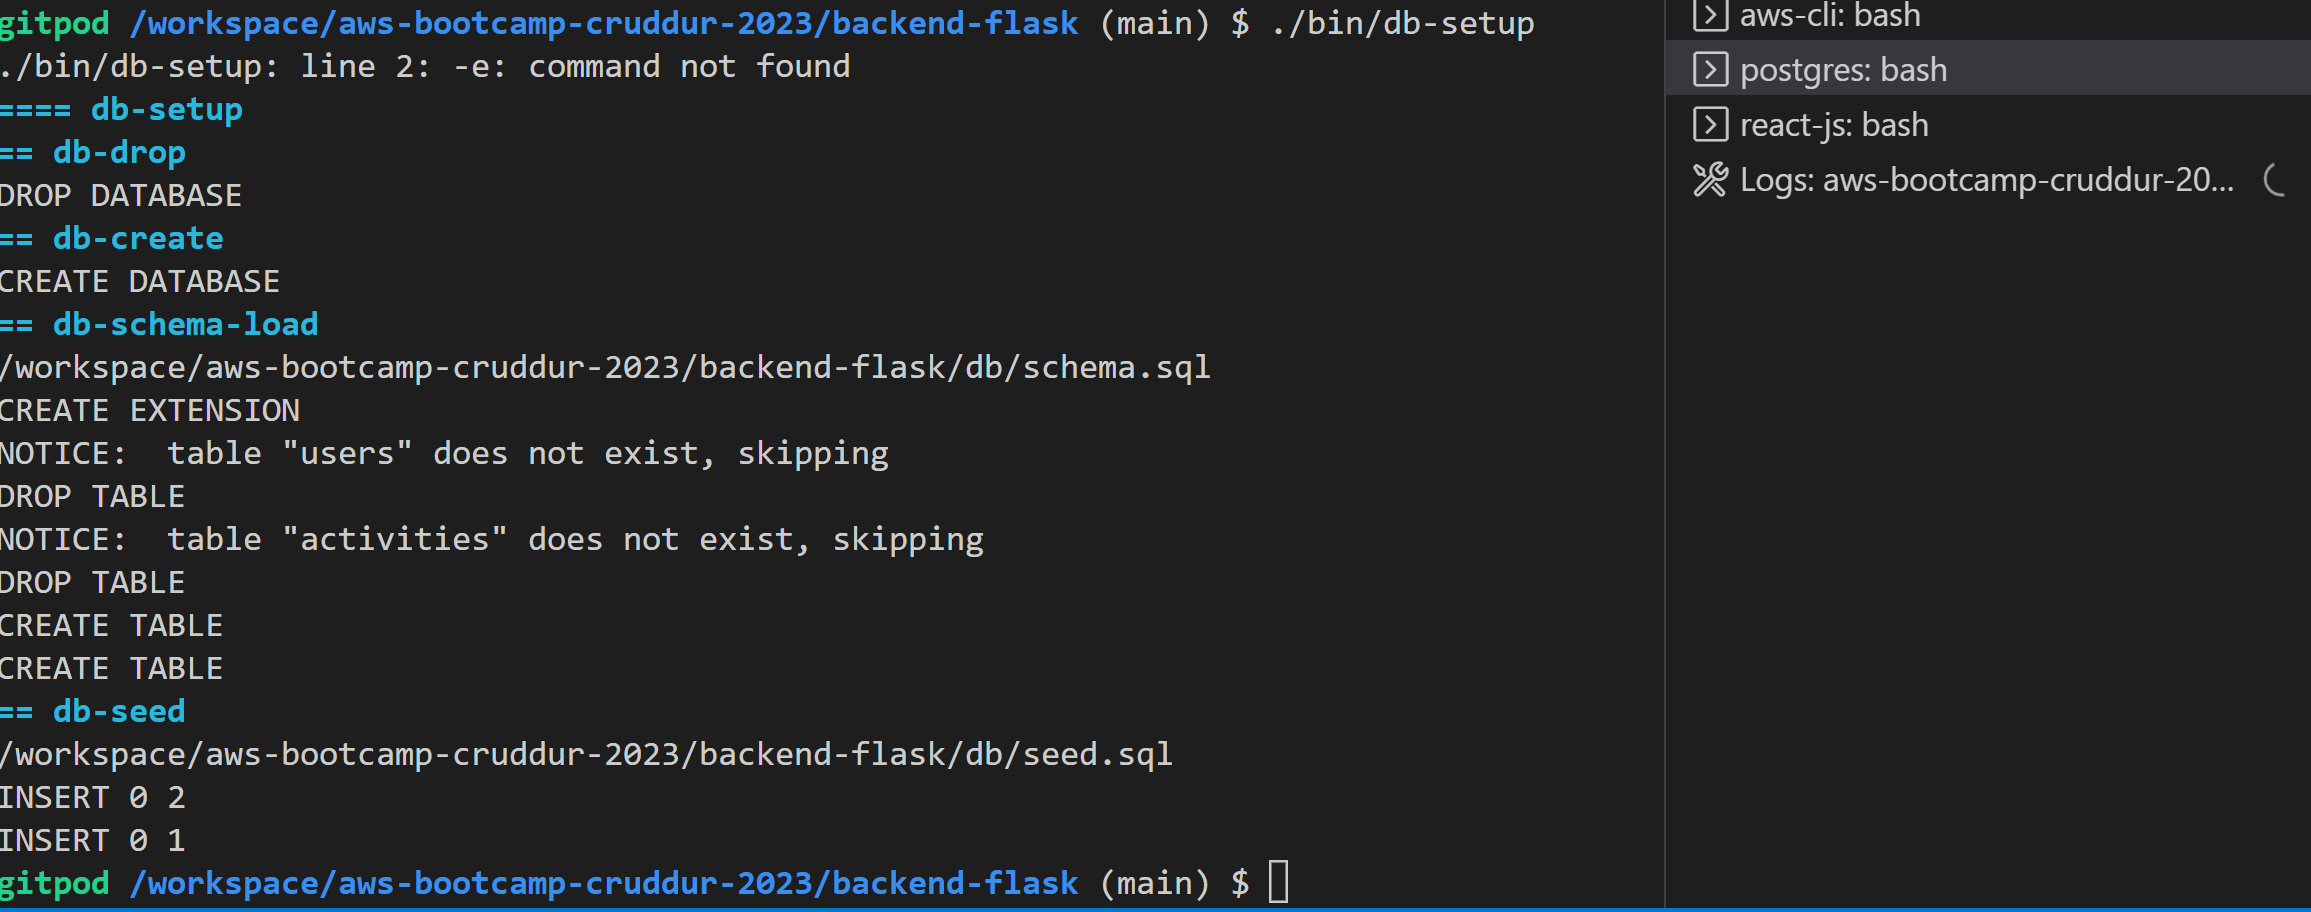 gitpod /workspace/aws-bootcamp-cruddur-2023/backend-flask (main) $ ./bin/db-setup
./bin/db-setup: line 2: -e: command not found
==== db-setup
== db-drop
DROP DATABASE
== db-create
CREATE DATABASE
== db-schema-load
/workspace/aws-bootcamp-cruddur-2023/backend-flask/db/schema.sql
CREATE EXTENSION
NOTICE:  table "users" does not exist, skipping
DROP TABLE
NOTICE:  table "activities" does not exist, skipping
DROP TABLE
CREATE TABLE
CREATE TABLE
== db-seed
/workspace/aws-bootcamp-cruddur-2023/backend-flask/db/seed.sql
INSERT 0 2
INSERT 0 1
gitpod /workspace/aws-bootcamp-cruddur-2023/backend-flask (main) $
aws-cli: bash
postgres: bash
react-js: bash
Logs: aws-bootcamp-cruddur-20...